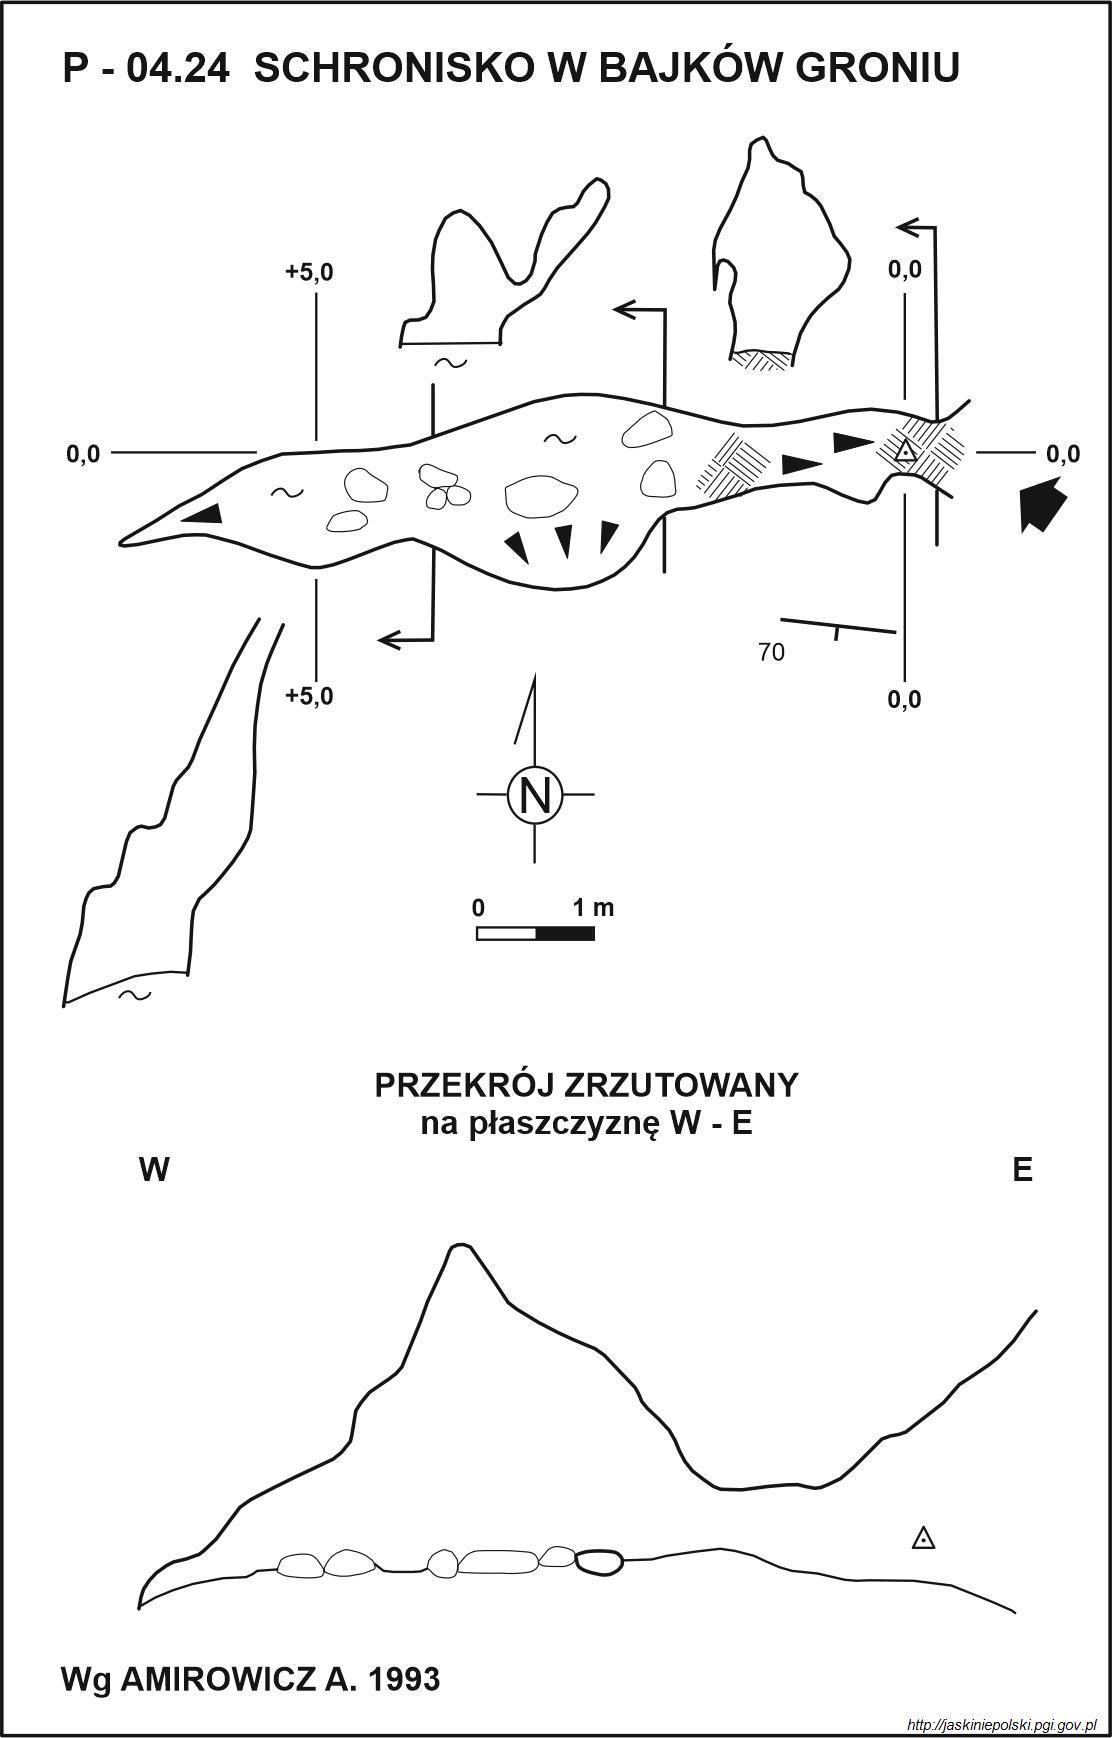 P - 04.24 SCHRONISKO W BAJKÓW GRONIU
+5,0
0,0
0,0
0,0
70
+5,0
0,0
N
0 1 m
PRZEKRÓJ ZRZUTOWANY
na płaszczyznę W - E
W E
Wg AMIROWICZ A. 1993
http://jaskiniepolski.pgi.gov.pl